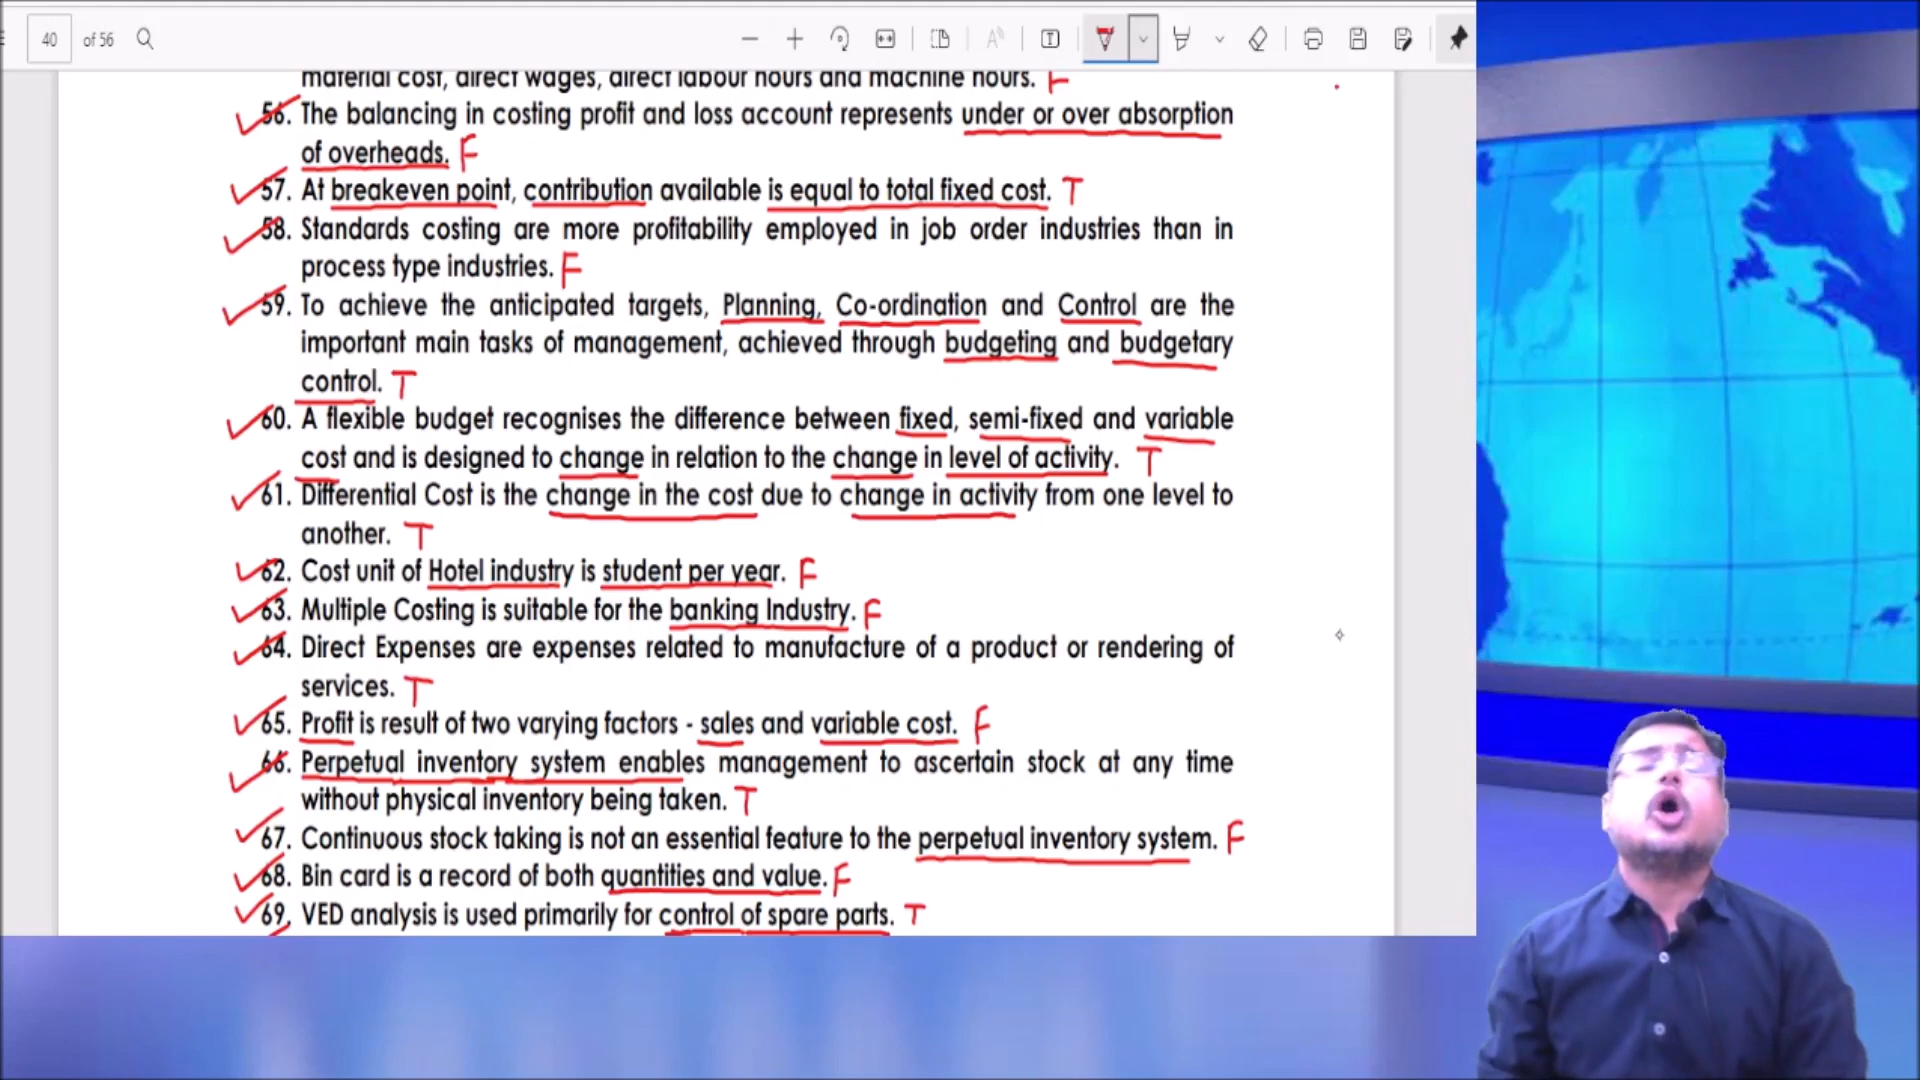 40 of 56
material cost, direct wages, direct labour hours and machine hours. F
56. The balancing in costing profit and loss account represents under or over absorption
of overheads. F
57. At breakeven point, contribution available is equal to total fixed cost. T
58. Standards costing are more profitability employed in job order industries than in
process type industries. F
59. To achieve the anticipated targets, Planning, Co-ordination and Control are the
important main tasks of management, achieved through budgeting and budgetary
control. T
60. A flexible budget recognises the difference between fixed, semi-fixed and variable
cost and is designed to change in relation to the change in level of activity. T
61. Differential Cost is the change in the cost due to change in activity from one level to
another. T
62. Cost unit of Hotel industry is student per year. F
63. Multiple Costing is suitable for the banking Industry. F
64. Direct Expenses are expenses related to manufacture of a product or rendering of
services. T
65. Profit is result of two varying factors - sales and variable cost. F
66. Perpetual inventory system enables management to ascertain stock at any time
without physical inventory being taken. T
67. Continuous stock taking is not an essential feature to the perpetual inventory system. F
68. Bin card is a record of both quantities and value. F
69. VED analysis is used primarily for control of spare parts. T